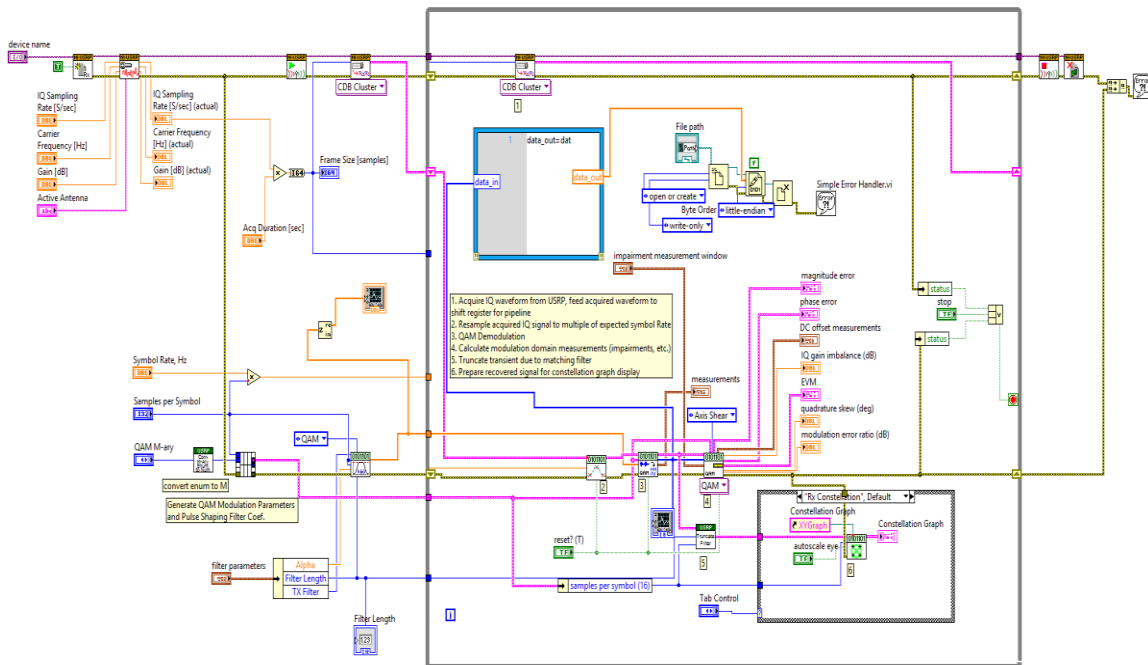 device name
CDB Cluster
CDB Cluster
1
IQ Sampling
Rate [S/sec]
Carrier
Frequency [Hz]
Gain [dB]
Active Antenna
IQ Sampling
Rate [S/sec] (actual)
Carrier Frequency
[Hz] (actual)
Gain [dB] (actual)
Frame Size [samples]
Acq Duration [sec]
1
data_out=dat
data_in
data_out
File path
open or create
Byte Order
little-endian
write-only
Simple Error Handler.vi
impairment measurement window
1. Acquire IQ waveform from USRP, feed acquired waveform to
shift register for pipeline
2. Resample acquired IQ signal to multiple of expected symbol Rate
3. QAM Demodulation
4. Calculate modulation domain measurements (impairments, etc.)
5. Truncate transient due to matching filter
6. Prepare recovered signal for constellation graph display
magnitude error
phase error
DC offset measurements
IQ gain imbalance (dB)
EVM
quadrature skew (deg)
modulation error ratio (dB)
status
stop
status
measurements
Axis Shear
Symbol Rate, Hz
Samples per Symbol
QAM
QAM M-ary
convert enum to M
Generate QAM Modulation Parameters
and Pulse Shaping Filter Coef.
2
3
4
QAM
reset? (T)
USRP
Truncate
Filter
5
filter parameters
Alpha
Filter Length
TX Filter
samples per symbol (16)
Filter Length
"Rx Constellation", Default
Constellation Graph
XYGraph
Constellation Graph
autoscale eye
6
Tab Control
i